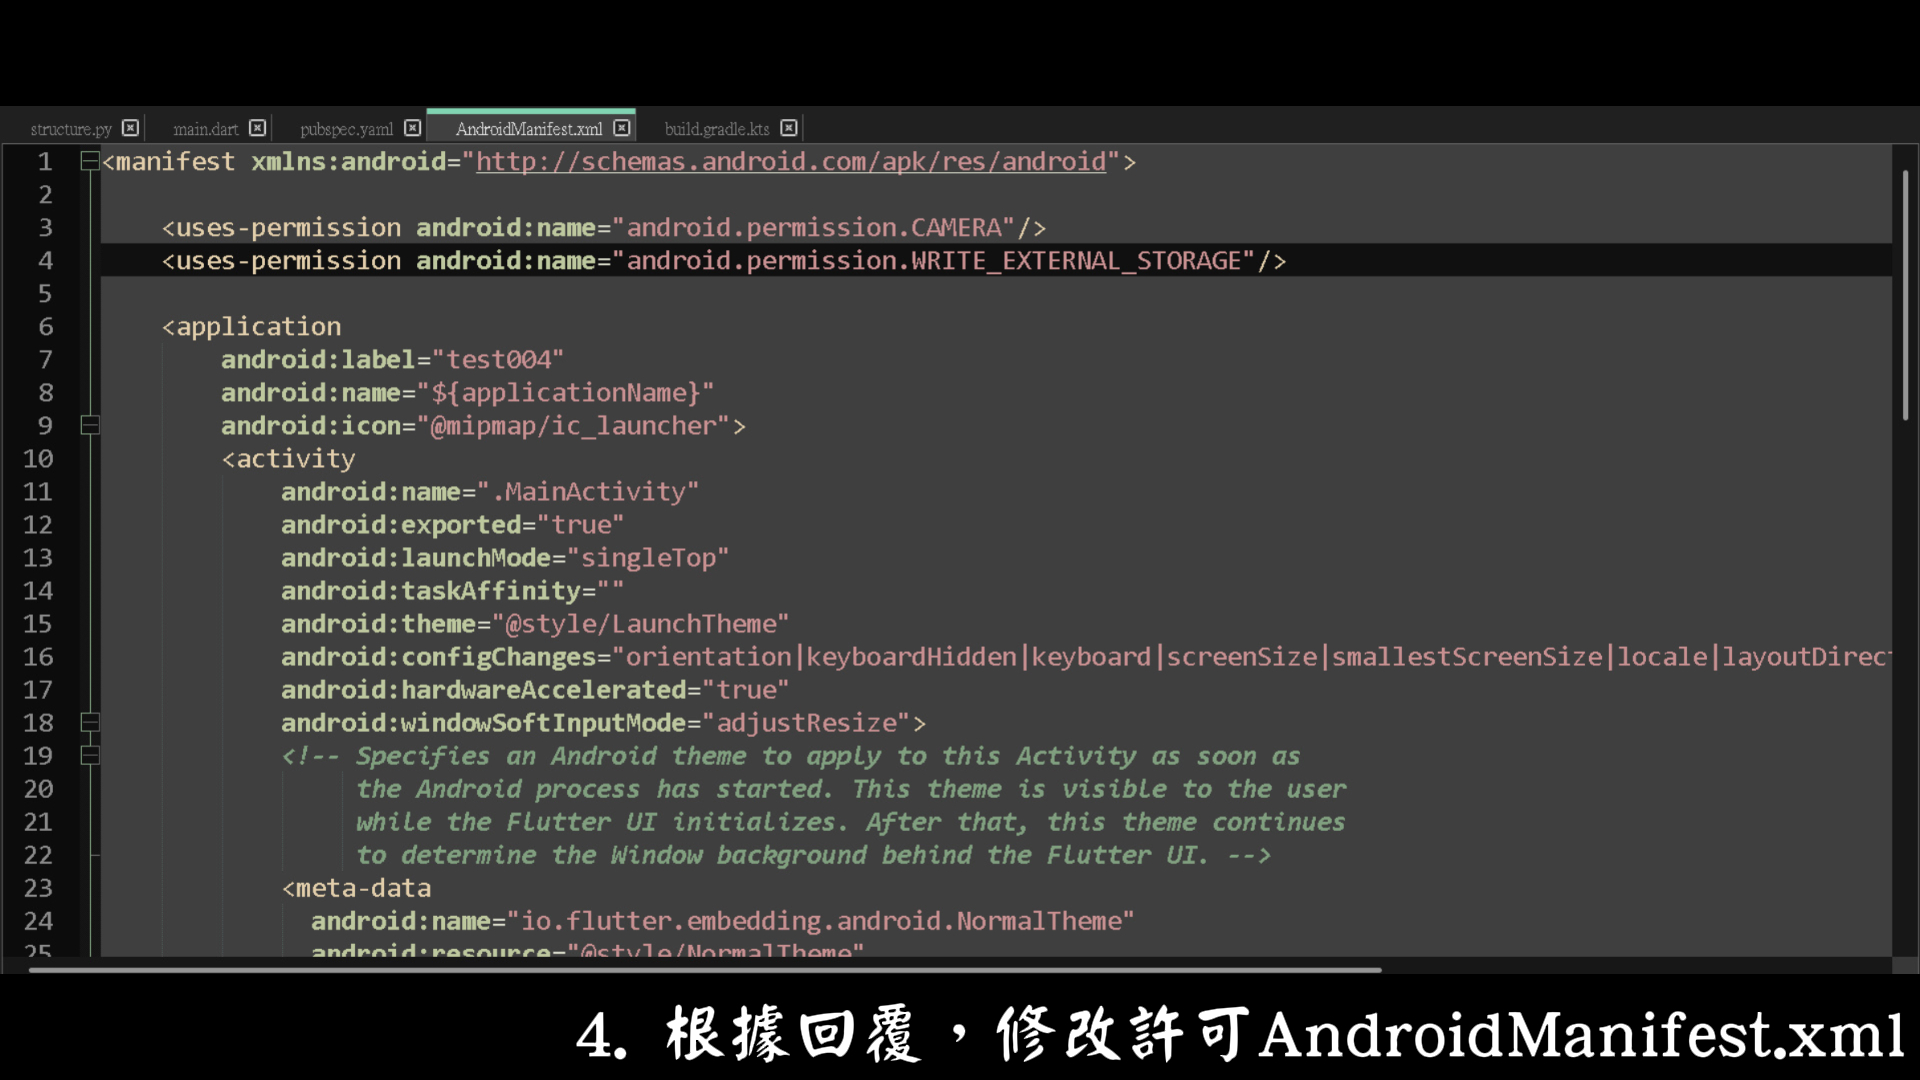 structure.py main.dart pubspec.yaml AndroidManifest.xml build.gradle.kts
1 <manifest xmlns:android="http://schemas.android.com/apk/res/android">
2
3 <uses-permission android:name="android.permission.CAMERA"/>
4 <uses-permission android:name="android.permission.WRITE_EXTERNAL_STORAGE"/>
5
6 <application
7 android:label="test004"
8 android:name="${applicationName}"
9 android:icon="@mipmap/ic_launcher">
10 <activity
11 android:name=".MainActivity"
12 android:exported="true"
13 android:launchMode="singleTop"
14 android:taskAffinity=""
15 android:theme="@style/LaunchTheme"
16 android:configChanges="orientation|keyboardHidden|keyboard|screenSize|smallestScreenSize|locale|layoutDirect
17 android:hardwareAccelerated="true"
18 android:windowSoftInputMode="adjustResize">
19 <!-- Specifies an Android theme to apply to this Activity as soon as
20 the Android process has started. This theme is visible to the user
21 while the Flutter UI initializes. After that, this theme continues
22 to determine the Window background behind the Flutter UI. -->
23 <meta-data
24 android:name="io.flutter.embedding.android.NormalTheme"
25 android:resource="@style/NormalTheme"
4. 根據回覆，修改許可AndroidManifest.xml